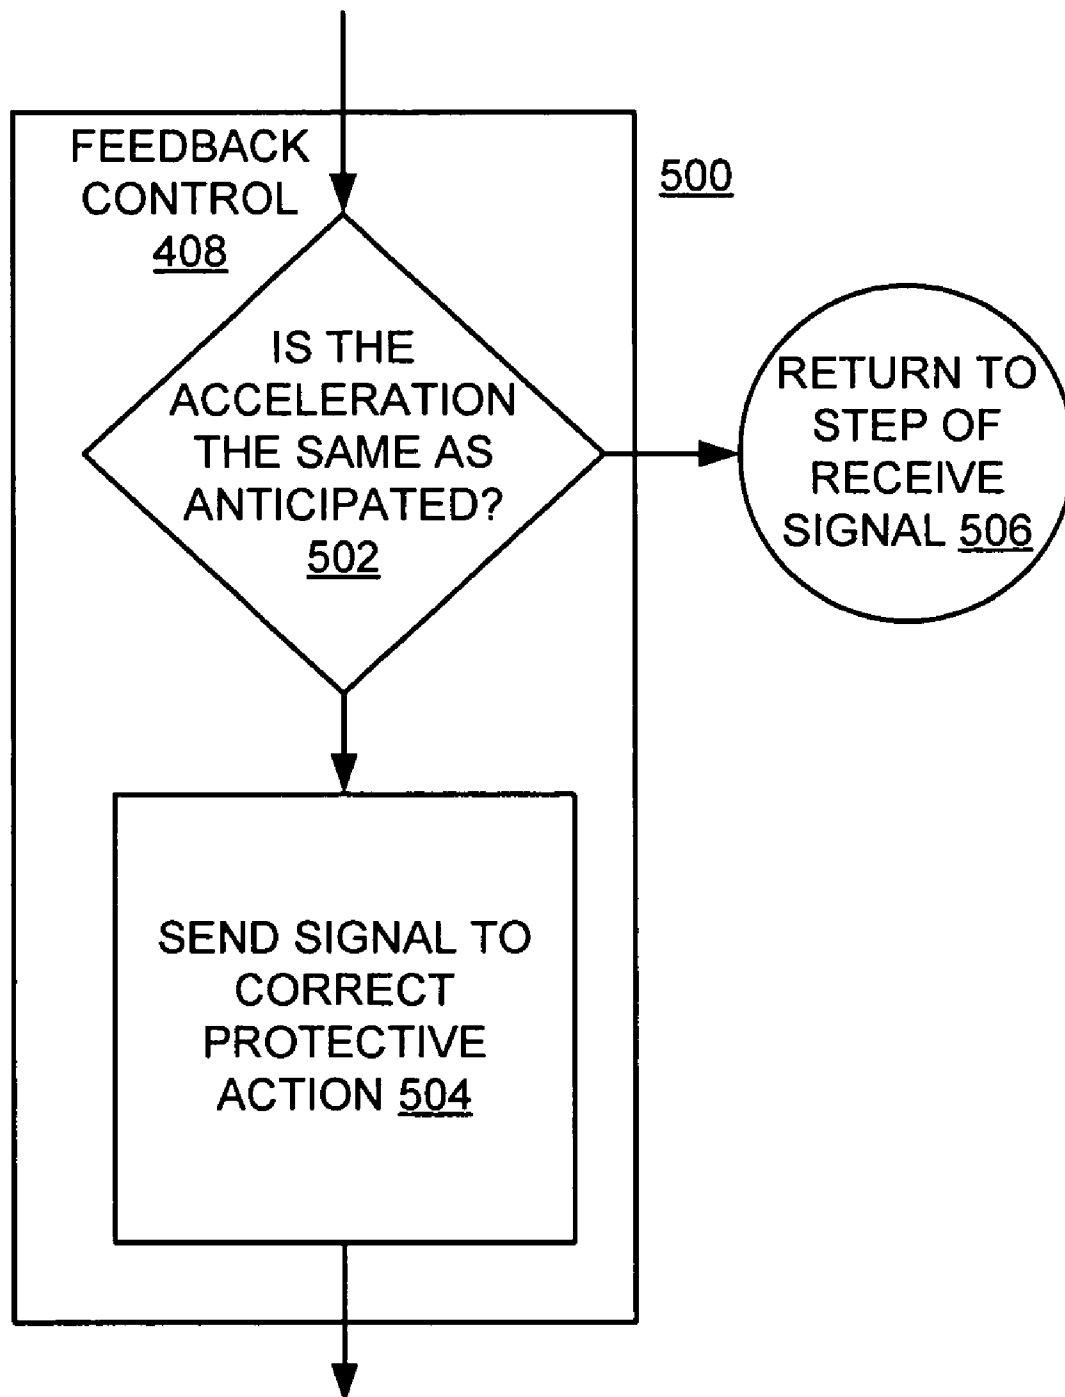 FEEDBACK
CONTROL
408
500
IS THE
ACCELERATION
THE SAME AS
ANTICIPATED?
502
RETURN TO
STEP OF
RECEIVE
SIGNAL 506
SEND SIGNAL TO
CORRECT
PROTECTIVE
ACTION 504